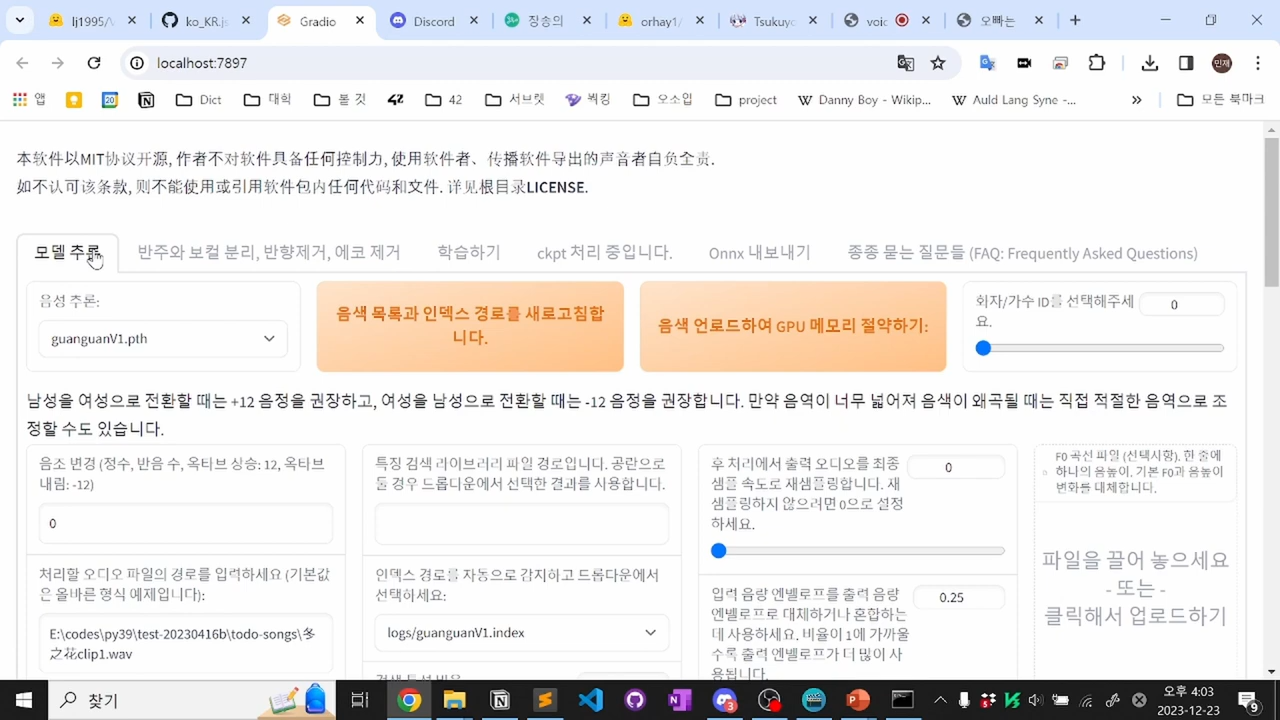 lj1995/V
ko_KR.js
Gradio
Discord
징송의
orhay1/
Tsukuyo
voic
오빠는
localhost:7897
앱
Dict
대학
볼 것
42
서브렛
퀵킹
오소입
project
Danny Boy - Wikip...
Auld Lang Syne -...
모든 북마크
本软件以MIT协议开源, 作者不对软件具备任何控制力, 使用软件者、传播软件导出的声音者自负全责.
如不认可该条款, 则不能使用或引用软件包内任何代码和文件. 详见根目录LICENSE.
모델 추론
반주와 보컬 분리, 반향제거, 에코 제거
학습하기
ckpt 처리 중입니다.
Onnx 내보내기
종종 묻는 질문들 (FAQ: Frequently Asked Questions)
음성 추론:
guanguanV1.pth
음색 목록과 인덱스 경로를 새로고침합
니다.
음색 언로드하여 GPU 메모리 절약하기:
회자/가수 ID를 선택해주세
요.
0
남성을 여성으로 전환할 때는 +12 음정을 권장하고, 여성을 남성으로 전환할 때는 -12 음정을 권장합니다. 만약 음역이 너무 넓어져 음색이 왜곡될 때는 직접 적절한 음역으로 조
정할 수도 있습니다.
음조 변경 (정수, 반음 수, 옥티브 상승: 12, 옥타브
내림: -12)
0
처리할 오디오 파일의 경로를 입력하세요 (기본값
은 올바른 형식 예제입니다):
E:\codes\py39\test-20230416b\todo-songs\冬
之花clip1.wav
특징 검색 라이브러리 파일 경로입니다. 공란으로
둘 경우 드롭다운에서 선택한 결과를 사용합니다.
인덱스 경로를 자동으로 감지하고 드롭다운에서
선택하세요:
logs/guanguanV1.index
후 처리에서 출력 오디오를 최종
샘플 속도로 재샘플링합니다. 재
샘플링하지 않으려면 0으로 설정
하세요.
0
입력 음량 엔벨로프를 출력 음량
엔벨로프로 대체하거나 혼합하는
데 사용하세요. 비율이 1에 가까울
수록 출력 엔벨로프가 더 많이 사
용됩니다.
0.25
F0 곡선 파일 (선택사항). 한 줄에
하나의 음높이. 기본 F0과 음높이
변화를 대체합니다.
파일을 끌어 놓으세요
- 또는 -
클릭해서 업로드하기
찾기
오후 4:03
2023-12-23